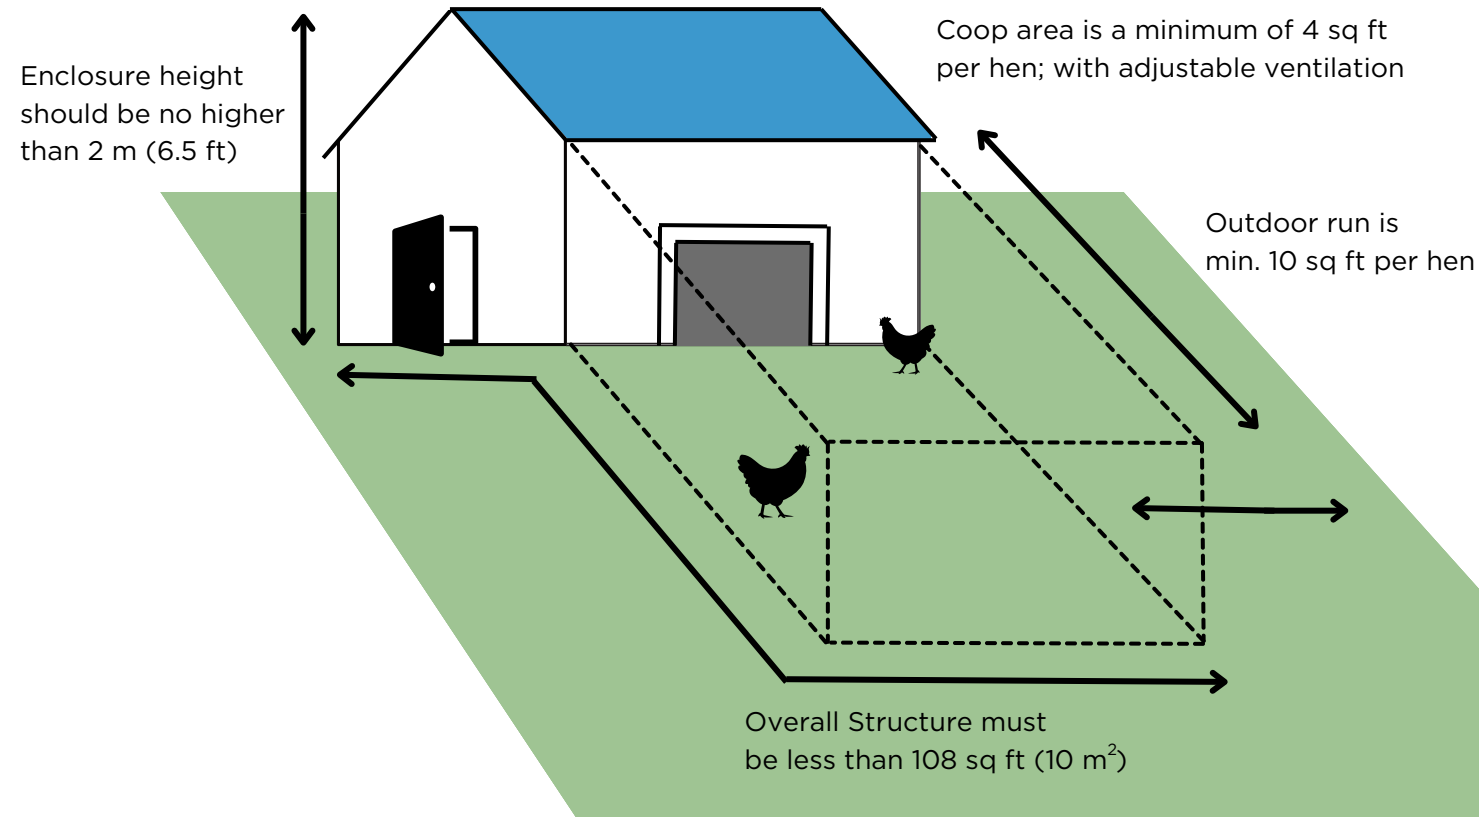 Coop area is a minimum of 4 sq ft
per hen; with adjustable ventilation
Enclosure height
should be no higher
than 2 m (6.5 ft)
Outdoor run is
min. 10 sq ft per hen
Overall Structure must
be less than 108 sq ft (10 m²)